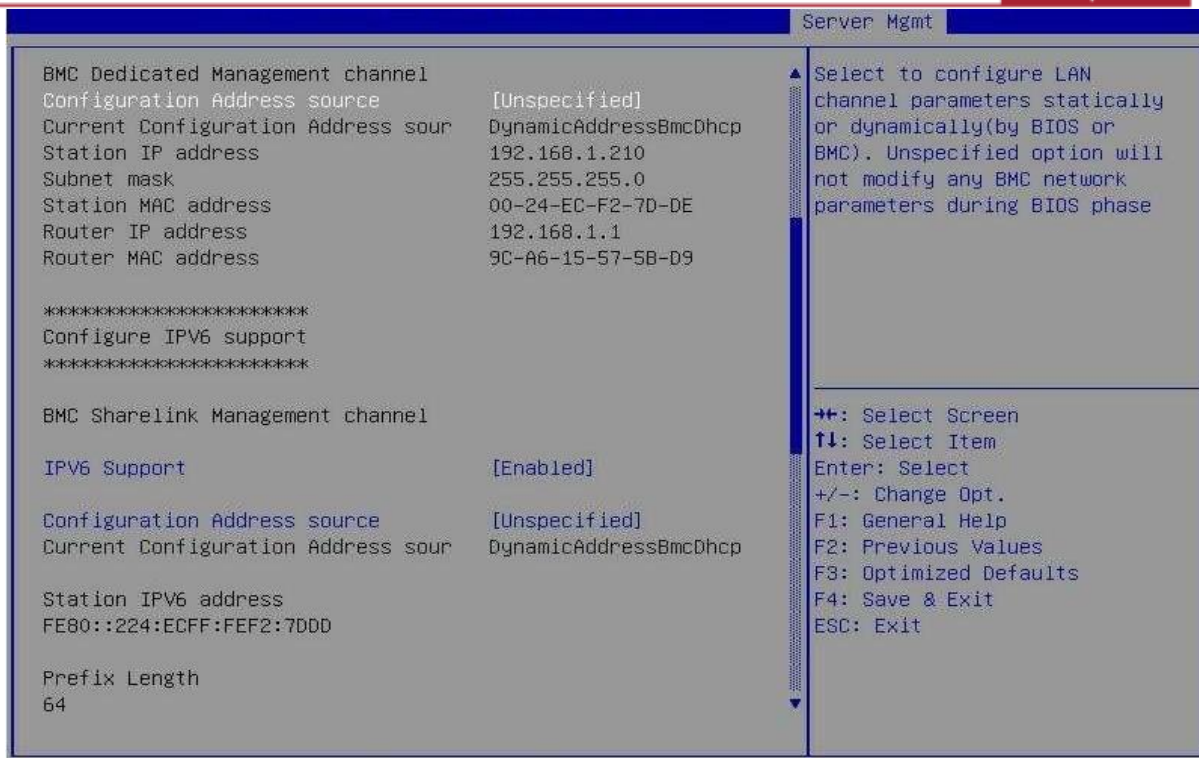 Server Mgmt
BMC Dedicated Management channel
Configuration Address source [Unspecified]
Current Configuration Address sour DynamicAddressBmcDhcp
Station IP address 192.168.1.210
Subnet mask 255.255.255.0
Station MAC address 00-24-EC-F2-7D-DE
Router IP address 192.168.1.1
Router MAC address 9C-A6-15-57-5B-D9
**********************
Configure IPV6 support
**********************
BMC Sharelink Management channel
IPV6 Support [Enabled]
Configuration Address source [Unspecified]
Current Configuration Address sour DynamicAddressBmcDhcp
Station IPV6 address
FE80::224:ECFF:FEF2:7DDD
Prefix Length
64
Select to configure LAN
channel parameters statically
or dynamically(by BIOS or
BMC). Unspecified option will
not modify any BMC network
parameters during BIOS phase
→←: Select Screen
↑↓: Select Item
Enter: Select
+/-: Change Opt.
F1: General Help
F2: Previous Values
F3: Optimized Defaults
F4: Save & Exit
ESC: Exit